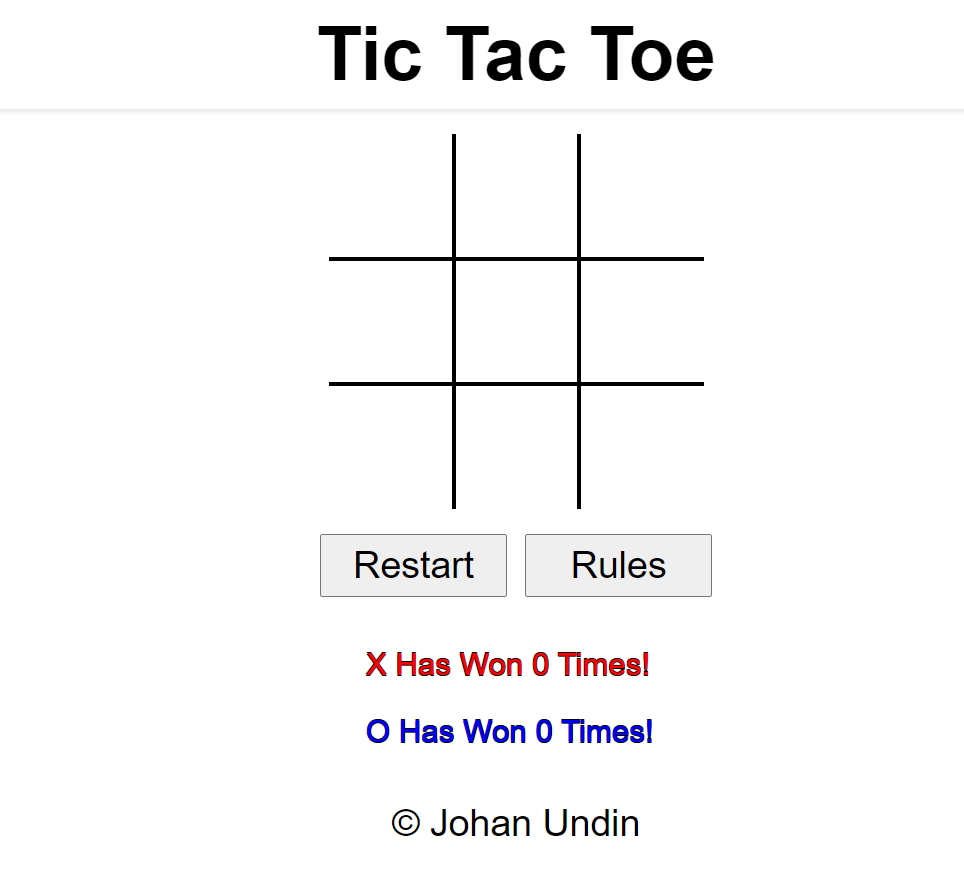 Tic Tac Toe
Restart Rules
X Has Won 0 Times!
O Has Won 0 Times!
© Johan Undin